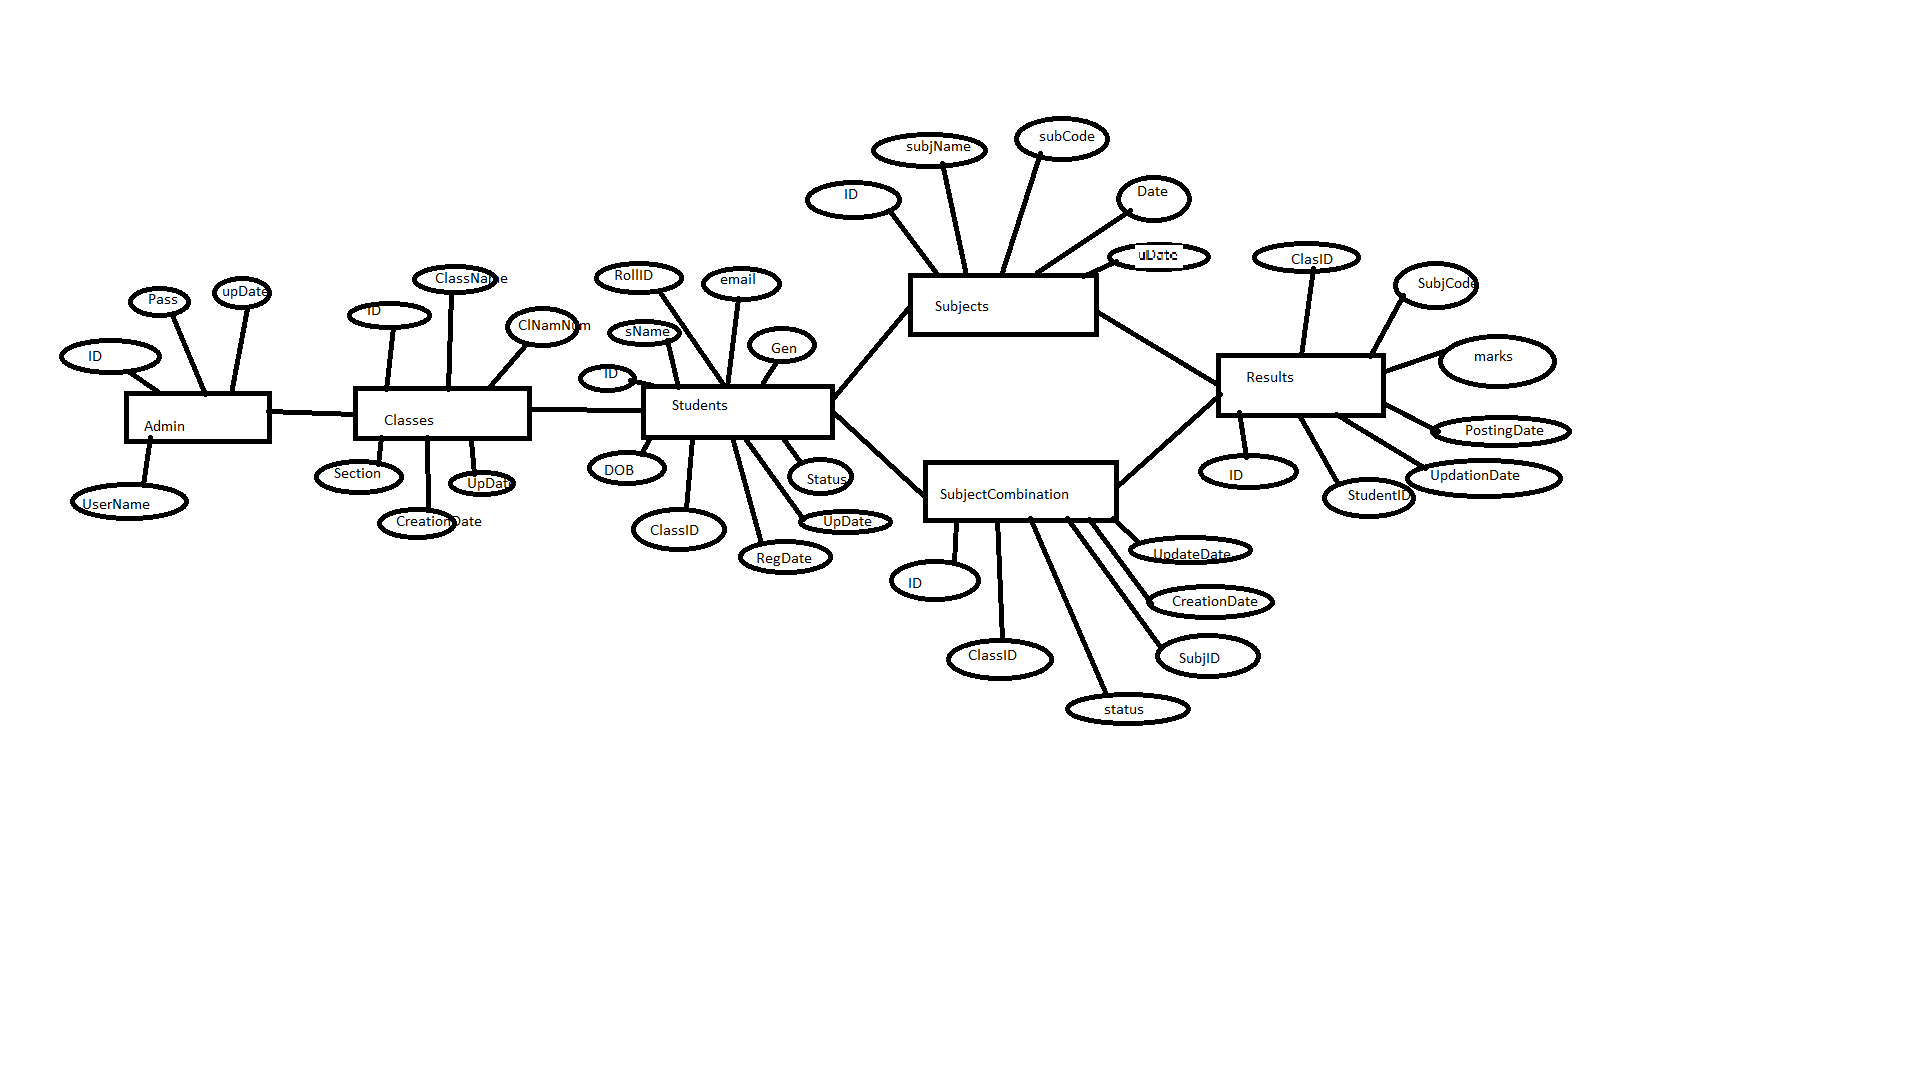 ID
Pass
upDate
Admin
UserName
ID
ClassName
ClNamNum
Classes
Section
CreationDate
UpDate
RollID
email
sName
Gen
ID
Students
DOB
ClassID
RegDate
UpDate
Status
ID
subjName
subCode
Date
uDate
Subjects
SubjectCombination
ID
ClassID
status
SubjID
CreationDate
UpdateDate
ClasID
SubjCode
marks
Results
PostingDate
UpdationDate
StudentID
ID